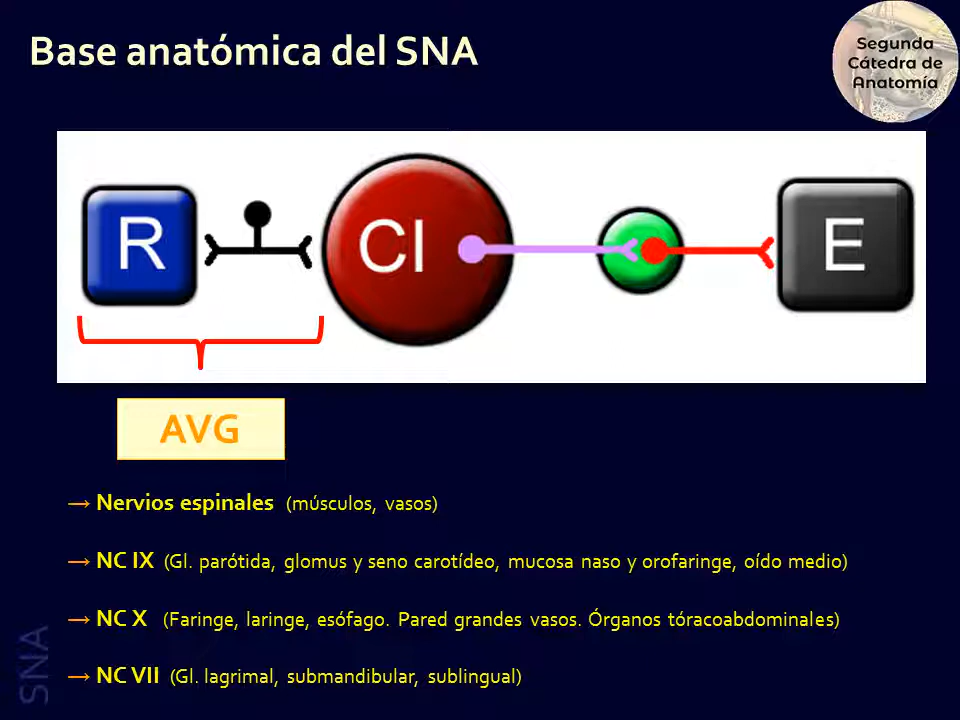 Base anatómica del SNA
Segunda
Cátedra de
Anatomía
R
CI
E
AVG
→ Nervios espinales (músculos, vasos)
→ NC IX (Gl. parótida, glomus y seno carotídeo, mucosa naso y orofaringe, oído medio)
→ NC X (Faringe, laringe, esófago. Pared grandes vasos. Órganos tóracoabdominales)
→ NC VII (Gl. lagrimal, submandibular, sublingual)
SNA